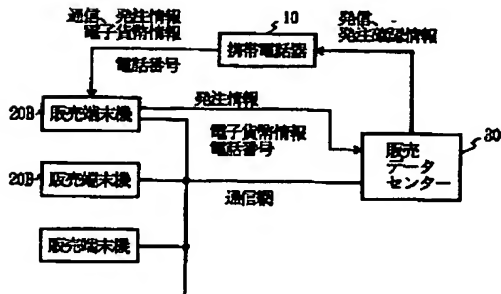 通信、発注情報
電子貨幣情報
電話番号
10
携帯電話器
発信、
発注確認情報
20B
販売端末機
発注情報
電子貨幣情報
電話番号
販売
データ
センター
30
20B
販売端末機
通信網
販売端末機